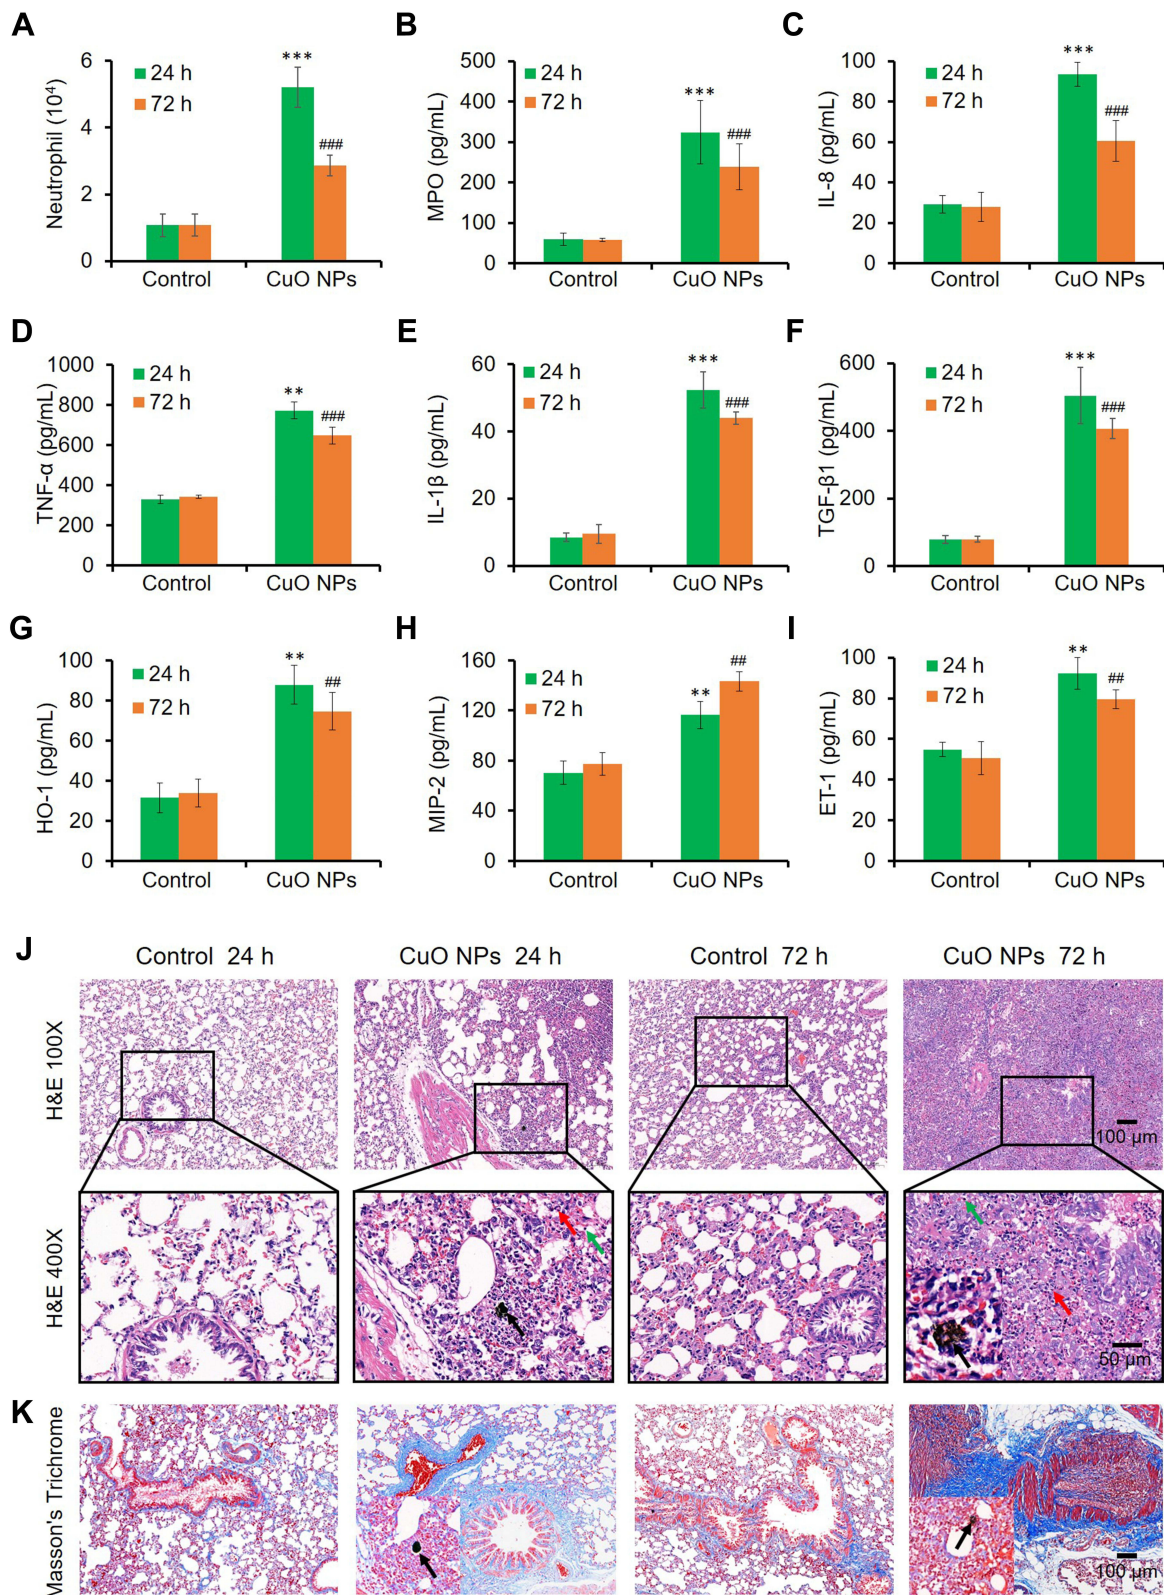 A
Neutrophil (10⁴)
6
4
2
0
24 h
72 h
***
###
Control
CuO NPs
B
MPO (pg/mL)
500
400
300
200
100
0
24 h
72 h
***
###
Control
CuO NPs
C
IL-8 (pg/mL)
100
80
60
40
20
0
24 h
72 h
***
###
Control
CuO NPs
D
TNF-α (pg/mL)
1000
800
600
400
200
0
24 h
72 h
**
###
Control
CuO NPs
E
IL-1β (pg/mL)
60
40
20
0
24 h
72 h
***
###
Control
CuO NPs
F
TGF-β1 (pg/mL)
600
400
200
0
24 h
72 h
***
###
Control
CuO NPs
G
HO-1 (pg/mL)
100
80
60
40
20
0
24 h
72 h
**
##
Control
CuO NPs
H
MIP-2 (pg/mL)
160
120
80
40
0
24 h
72 h
**
##
Control
CuO NPs
I
ET-1 (pg/mL)
100
80
60
40
20
0
24 h
72 h
**
##
Control
CuO NPs
J
Control 24 h
CuO NPs 24 h
Control 72 h
CuO NPs 72 h
H&E 100X
100 µm
H&E 400X
50 µm
K
Masson's Trichrome
100 µm